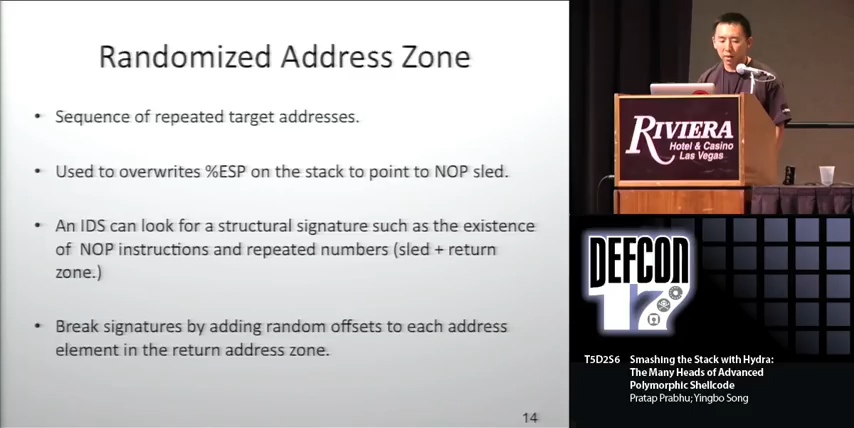 Randomized Address Zone
• Sequence of repeated target addresses.
• Used to overwrites %ESP on the stack to point to NOP sled.
• An IDS can look for a structural signature such as the existence
of NOP instructions and repeated numbers (sled + return
zone.)
• Break signatures by adding random offsets to each address
element in the return address zone.
14
RIVIERA
Hotel & Casino
Las Vegas
DEFCON
17
T5D2S6 Smashing the Stack with Hydra:
The Many Heads of Advanced
Polymorphic Shellcode
Pratap Prabhu; Yingbo Song